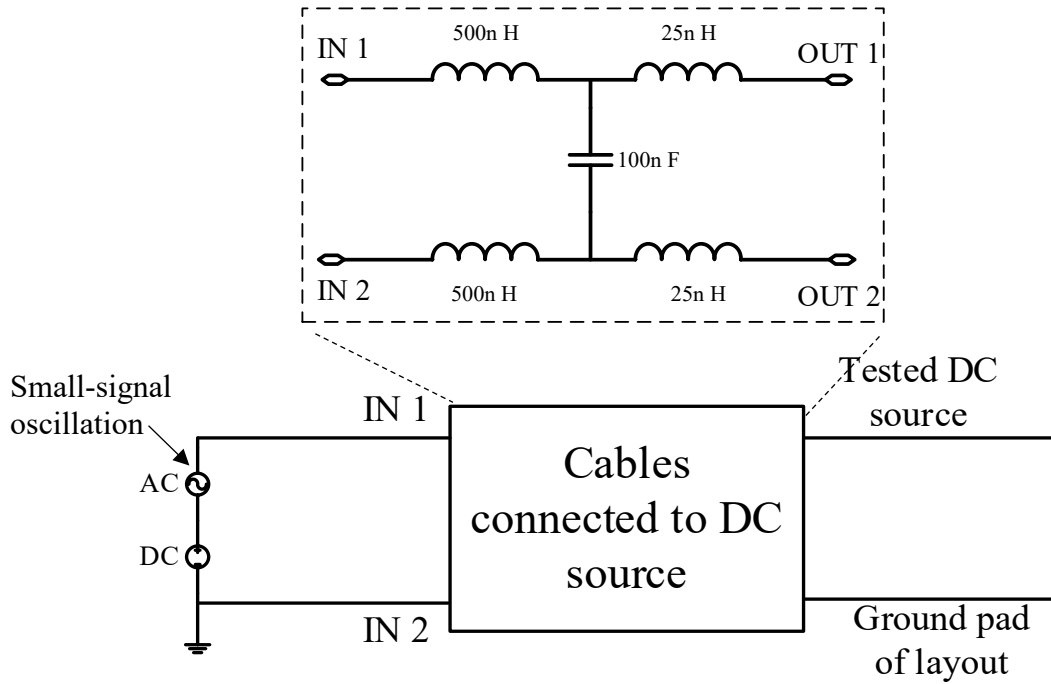 500n H
25n H
IN 1
OUT 1
100n F
IN 2
OUT 2
500n H
25n H
Small-signal
oscillation
IN 1
Tested DC
source
AC
Cables
connected to DC
source
DC
IN 2
Ground pad
of layout